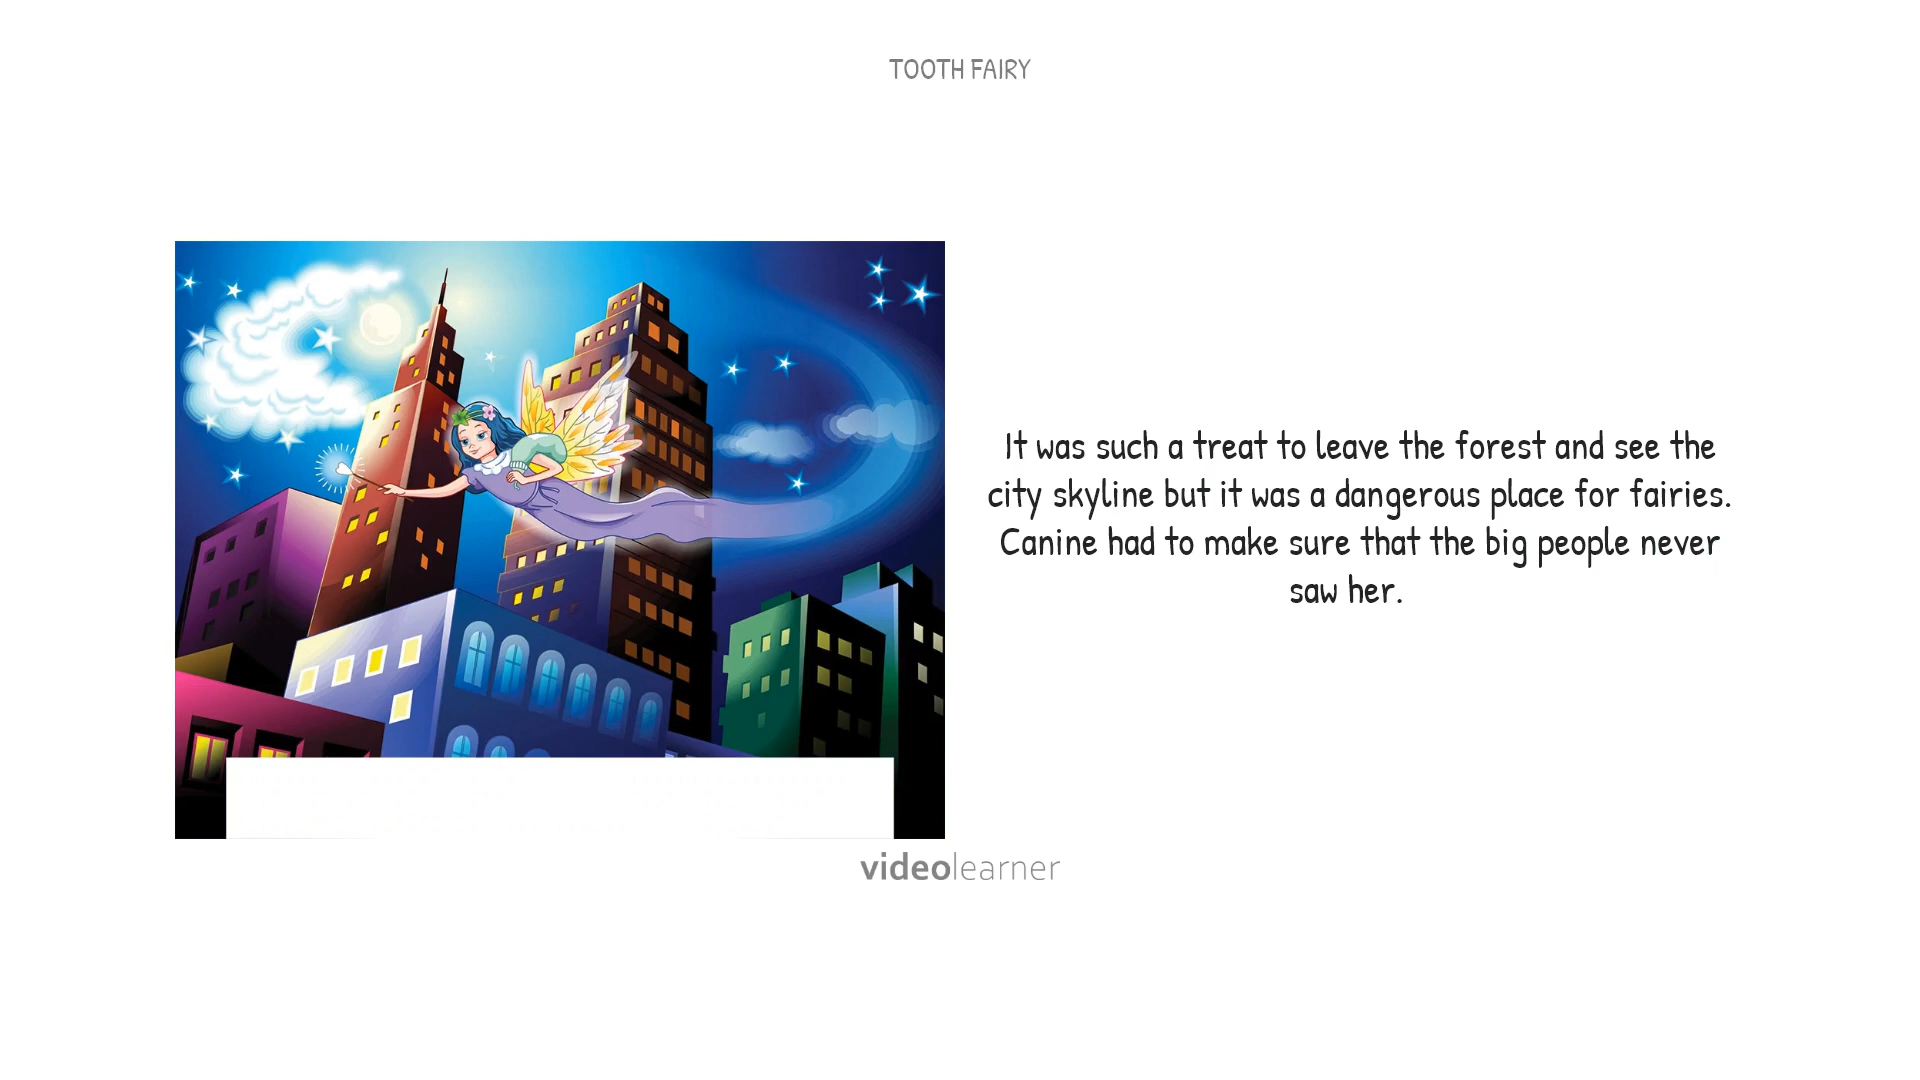 TOOTH FAIRY
It was such a treat to leave the forest and see the
city skyline but it was a dangerous place for fairies.
Canine had to make sure that the big people never
saw her.
videolearner